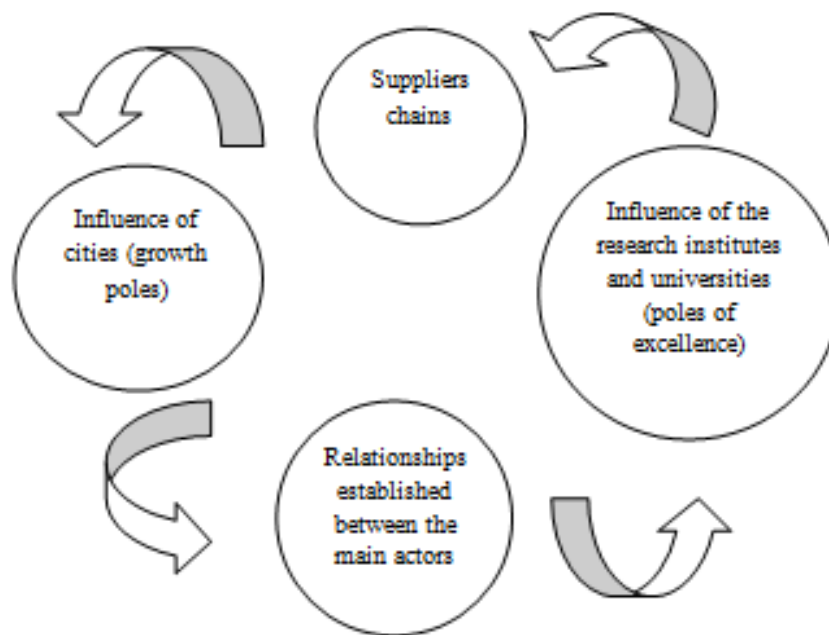 Suppliers
chains
Influence of
cities (growth
poles)
Influence of the
research institutes
and universities
(poles of
excellence)
Relationships
established
between the
main actors